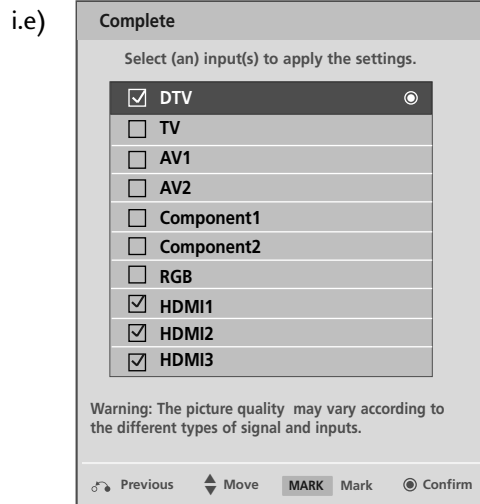 i.e)
Complete
Select (an) input(s) to apply the settings.
DTV
TV
AV1
AV2
Component1
Component2
RGB
HDMI1
HDMI2
HDMI3
Warning: The picture quality may vary according to
the different types of signal and inputs.
Previous Move MARK Mark Confirm